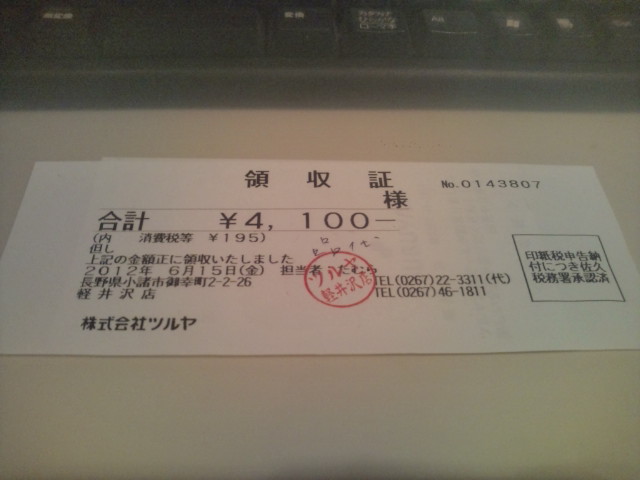 領収証
No.0143807
様
合計 ¥4,100−
(内 消費税等 ¥195)
但し
上記の金額正に領収いたしました
2012年 6月15日(金) 担当者 たむら
長野県小諸市御幸町2-2-26 TEL(0267)22-3311(代)
軽井沢店 TEL(0267)46-1811
ツルヤ
軽井沢店
印紙税申告納
付につき佐久
税務署承認済
株式会社ツルヤ